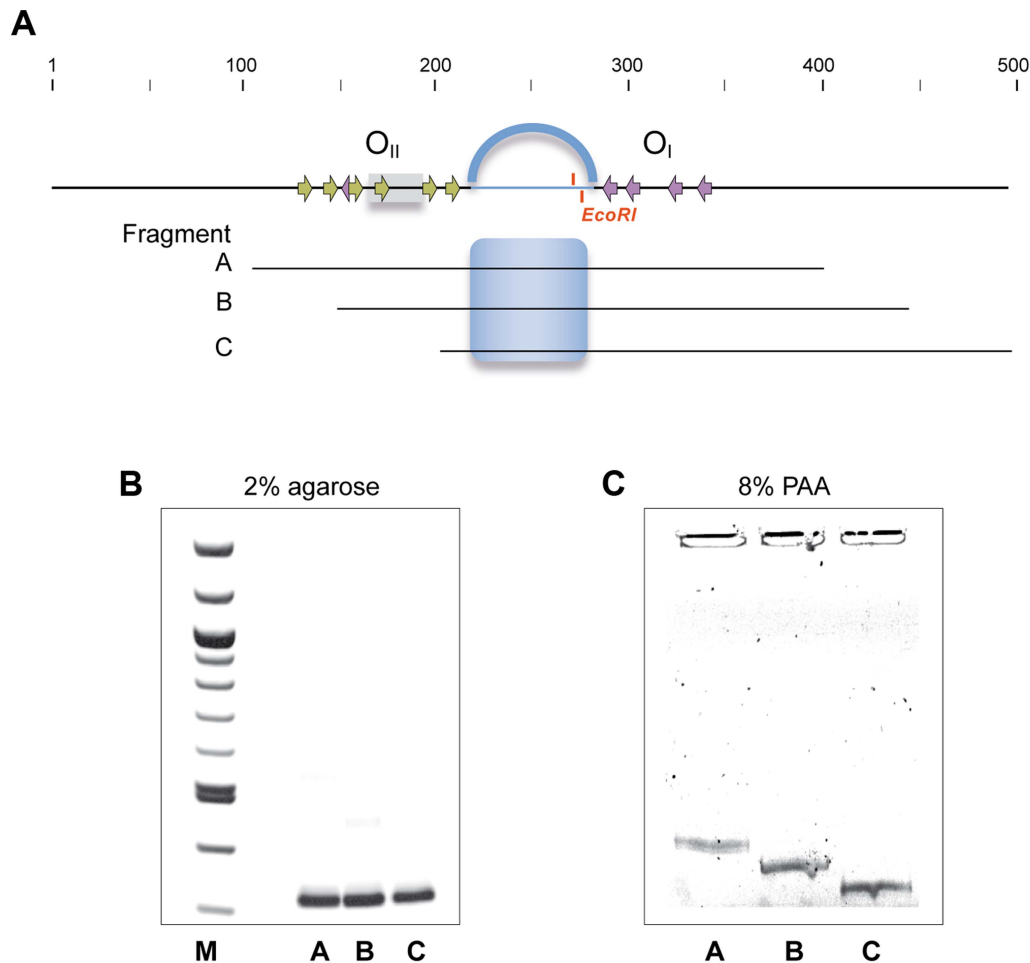 A
1 100 200 300 400 500
OII OI
EcoRI
Fragment
A
B
C
B 2% agarose
C 8% PAA
M A B C
A B C